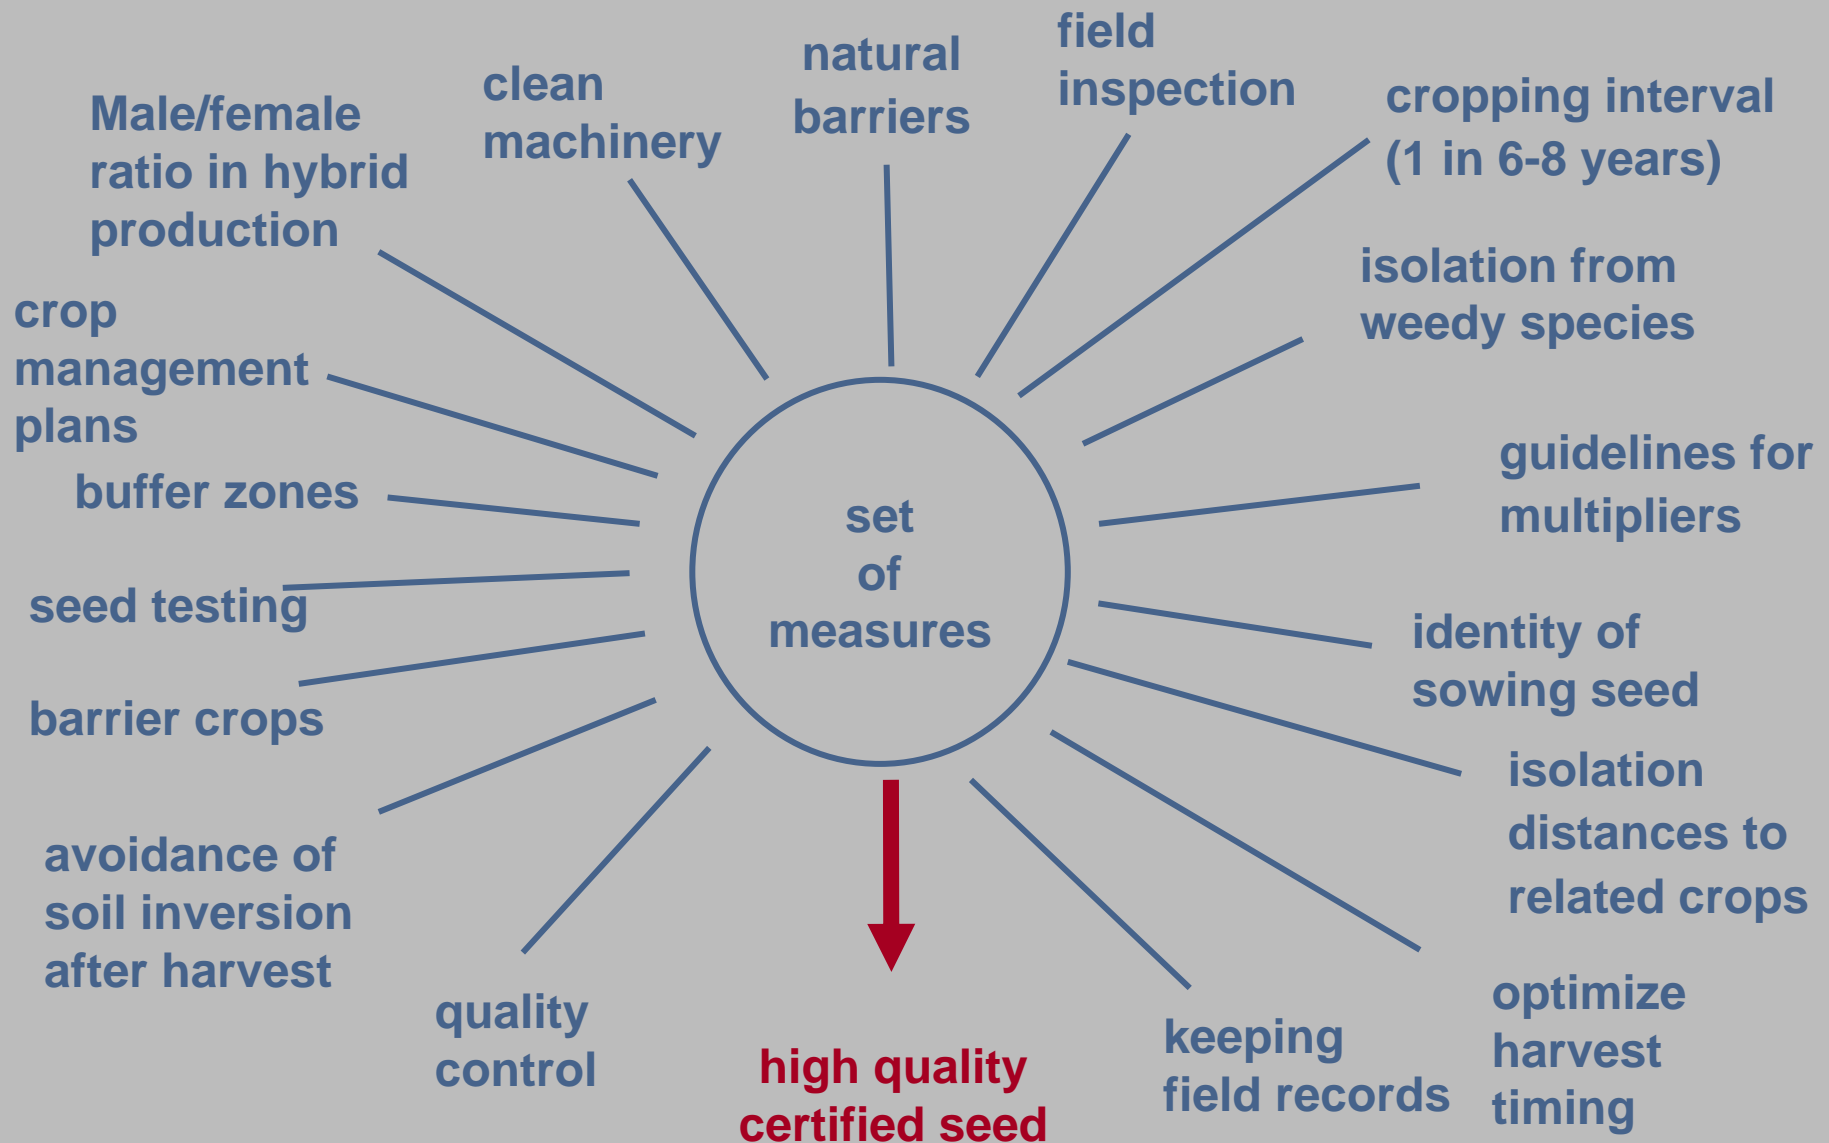 Male/female
ratio in hybrid
production
clean
machinery
natural
barriers
field
inspection
cropping interval
(1 in 6-8 years)
isolation from
weedy species
guidelines for
multipliers
identity of
sowing seed
isolation
distances to
related crops
optimize
harvest
timing
keeping
field records
high quality
certified seed
quality
control
avoidance of
soil inversion
after harvest
barrier crops
seed testing
buffer zones
crop
management
plans
set
of
measures